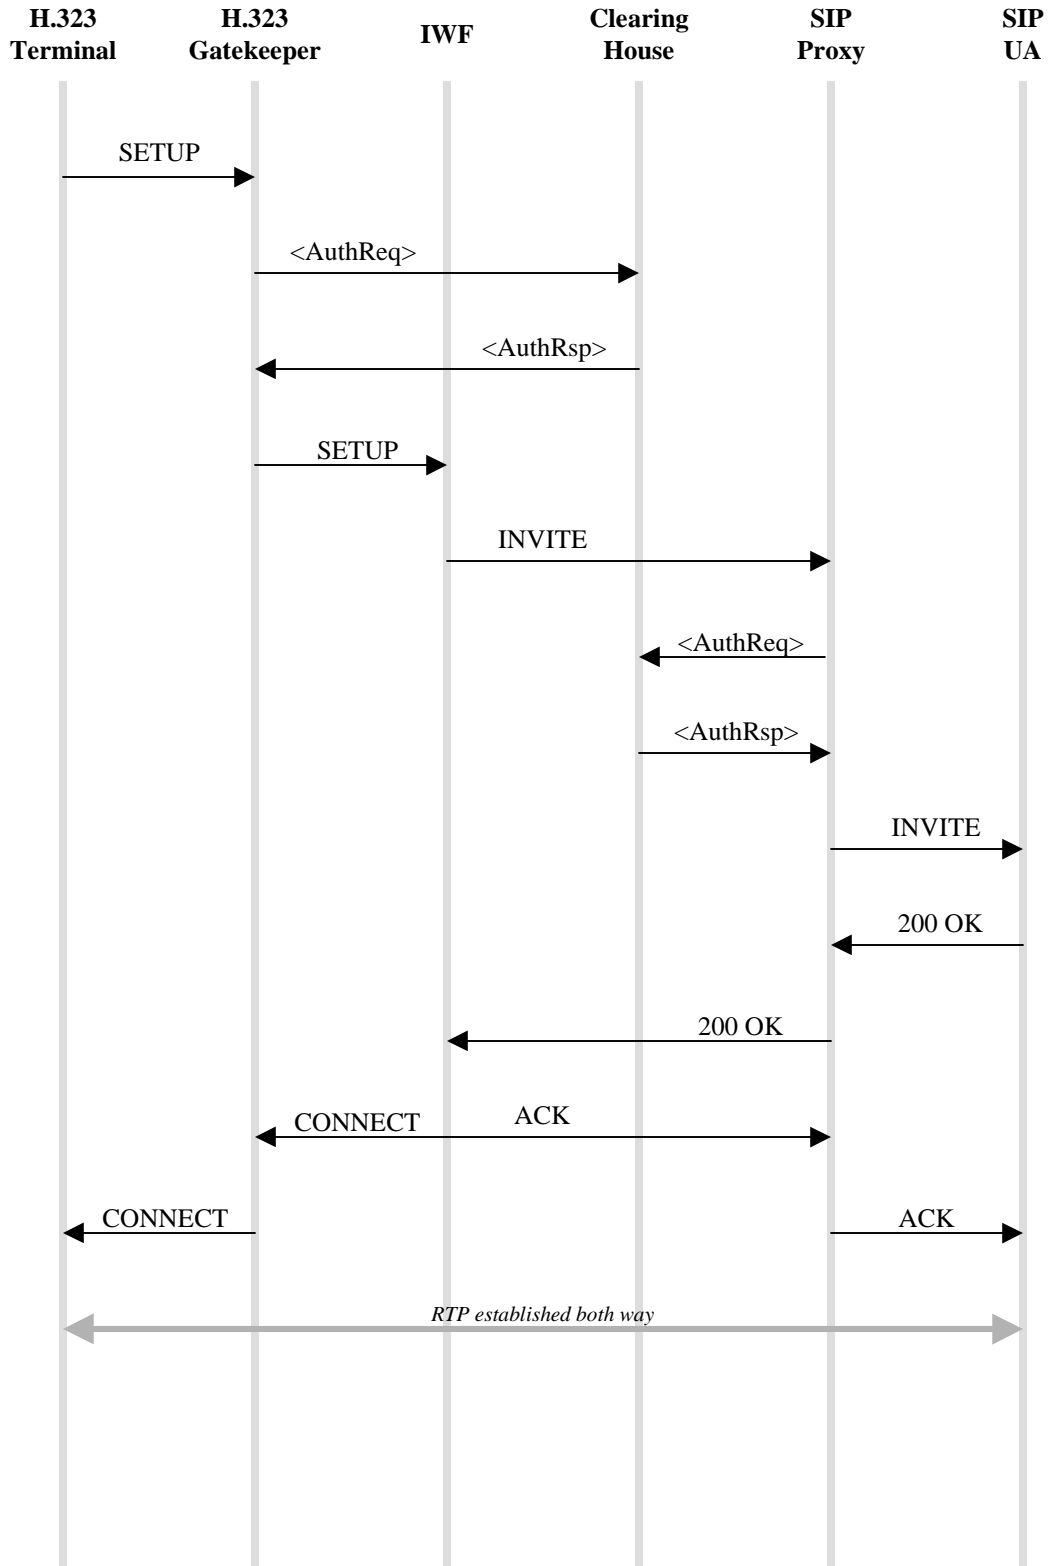 H.323 Terminal
H.323 Gatekeeper
IWF
Clearing House
SIP Proxy
SIP UA
SETUP
<AuthReq>
<AuthRsp>
SETUP
INVITE
<AuthReq>
<AuthRsp>
INVITE
200 OK
200 OK
CONNECT ACK
CONNECT ACK
RTP established both way